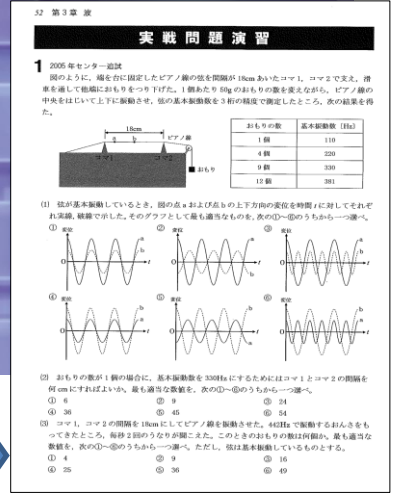 32 第3章 波
実戦問題演習
1 2005年センター追試
図のように，端を台に固定したピアノ線の弦を間隔が18cmあいたコマ1，コマ2で支え，滑
車を通して他端におもりをつり下げた。1個あたり50gのおもりの数を変えながら，ピアノ線の
中央をはじいて上下に振動させ，弦の基本振動数を3桁の精度で測定したところ，次の結果を得
た。
18cm
ピアノ線
a b
コマ1 コマ2
おもり
おもりの数 基本振動数〔Hz〕
1個 110
4個 220
9個 330
12個 381
(1) 弦が基本振動しているとき，図の点aおよび点bの上下方向の変位を時間tに対してそれぞ
れ実線，破線で示した。そのグラフとして最も適当なものを，次の①～⑥のうちから一つ選べ。
① 変位 a b O t
② 変位 a b O t
③ 変位 a b O t
④ 変位 b a O t
⑤ 変位 b a O t
⑥ 変位 b a O t
(2) おもりの数が1個の場合に，基本振動数を330Hzにするためにはコマ1とコマ2の間隔を
何cmにすればよいか。最も適当な数値を，次の①～⑥のうちから一つ選べ。
① 6 ② 9 ③ 24
④ 36 ⑤ 45 ⑥ 54
(3) コマ1，コマ2の間隔を18cmにしてピアノ線を振動させた。442Hzで振動するおんさをも
ってきたところ，毎秒2回のうなりが聞こえた。このときのおもりの数は何個か。最も適当な
数値を，次の①～⑥のうちから一つ選べ。ただし，弦は基本振動しているものとする。
① 4 ② 9 ③ 16
④ 25 ⑤ 36 ⑥ 49